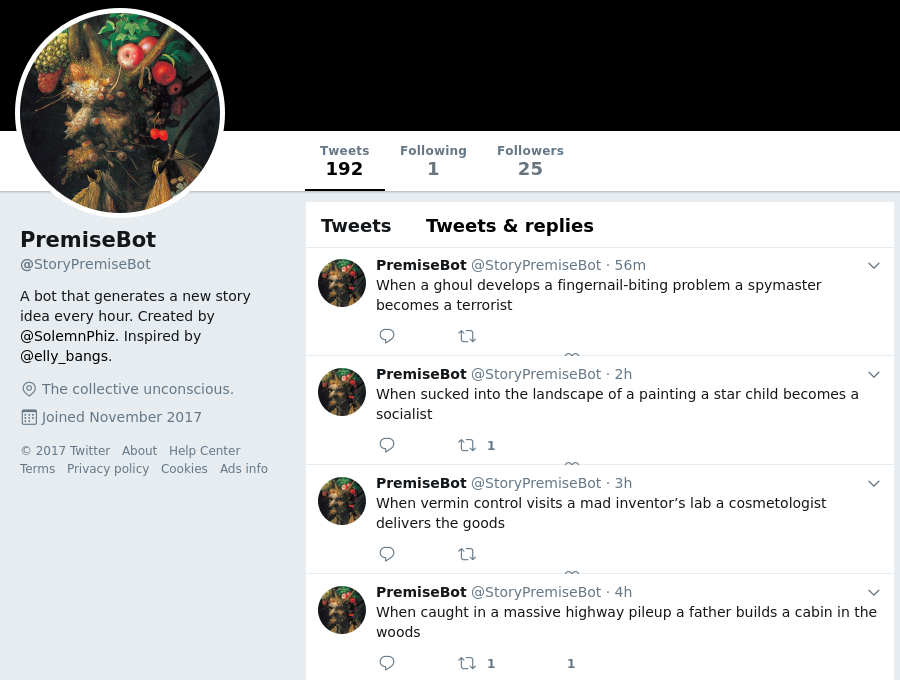 Tweets Following Followers
192 1 25
PremiseBot
@StoryPremiseBot
A bot that generates a new story
idea every hour. Created by
@SolemnPhiz. Inspired by
@elly_bangs.
The collective unconscious.
Joined November 2017
© 2017 Twitter About Help Center
Terms Privacy policy Cookies Ads info
Tweets Tweets & replies
PremiseBot @StoryPremiseBot · 56m
When a ghoul develops a fingernail-biting problem a spymaster
becomes a terrorist
PremiseBot @StoryPremiseBot · 2h
When sucked into the landscape of a painting a star child becomes a
socialist
1
PremiseBot @StoryPremiseBot · 3h
When vermin control visits a mad inventor’s lab a cosmetologist
delivers the goods
PremiseBot @StoryPremiseBot · 4h
When caught in a massive highway pileup a father builds a cabin in the
woods
1 1